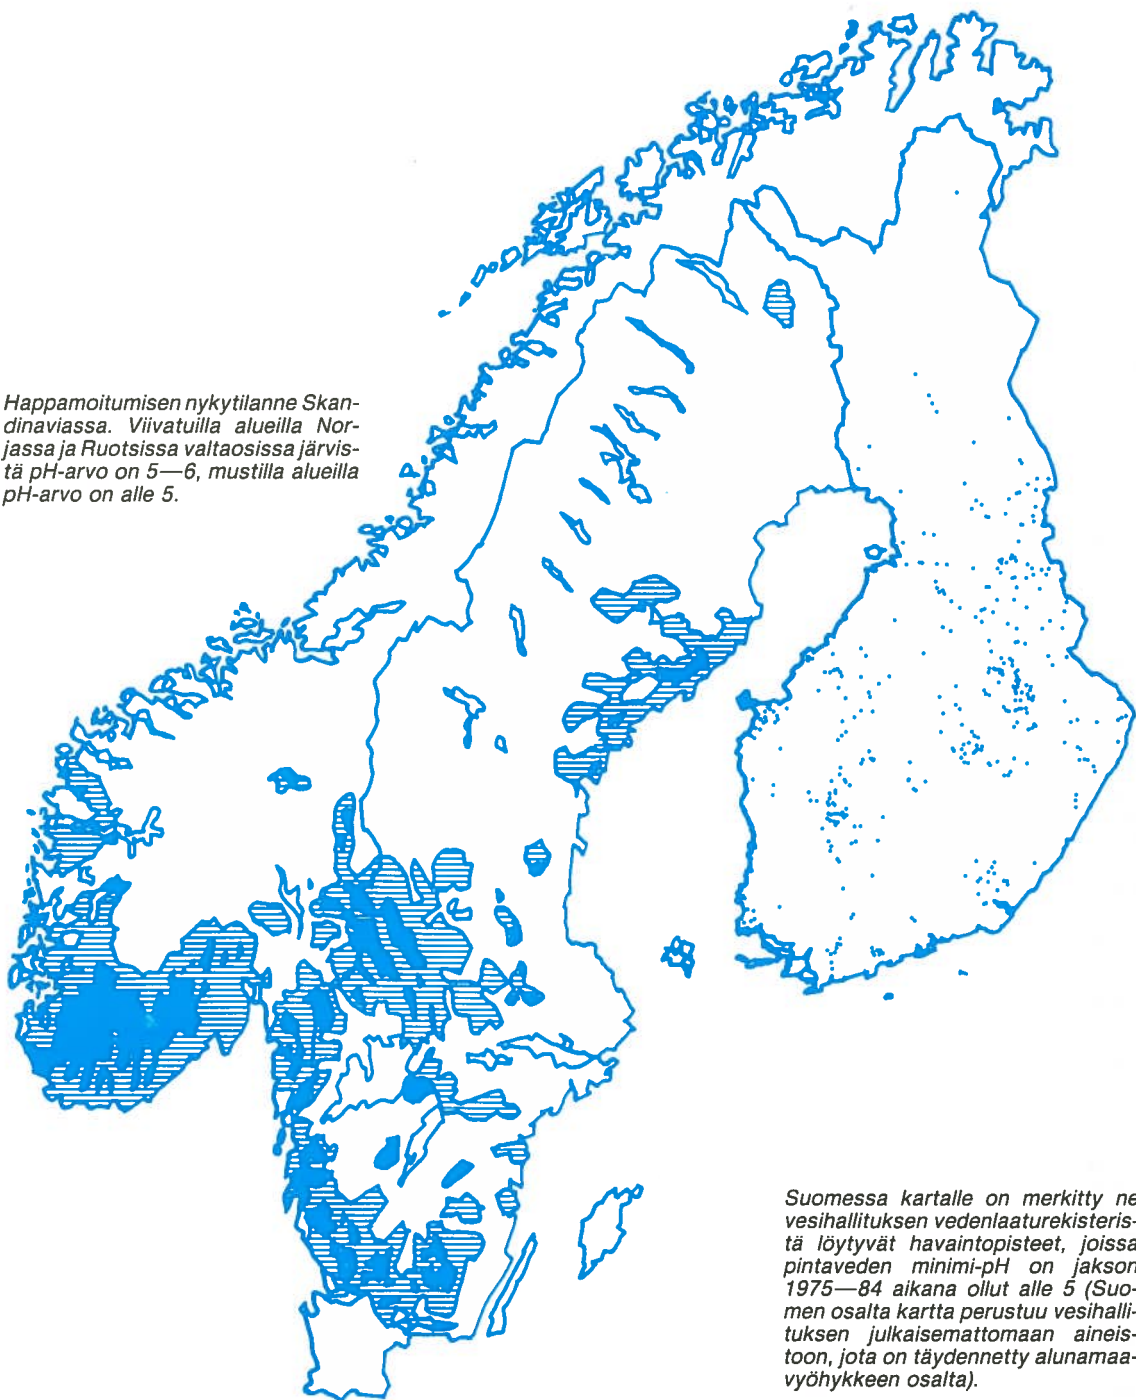 Happamoitumisen nykytilanne Skan-
dinaviassa. Viivatuilla alueilla Nor-
jassa ja Ruotsissa valtaosissa järvis-
tä pH-arvo on 5—6, mustilla alueilla
pH-arvo on alle 5.
Suomessa kartalle on merkitty ne
vesihallituksen vedenlaaturekisteris-
tä löytyvät havaintopisteet, joissa
pintaveden minimi-pH on jakson
1975—84 aikana ollut alle 5 (Suo-
men osalta kartta perustuu vesihalli-
tuksen julkaisemattomaan aineis-
toon, jota on täydennetty alunamaa-
vyöhykkeen osalta).